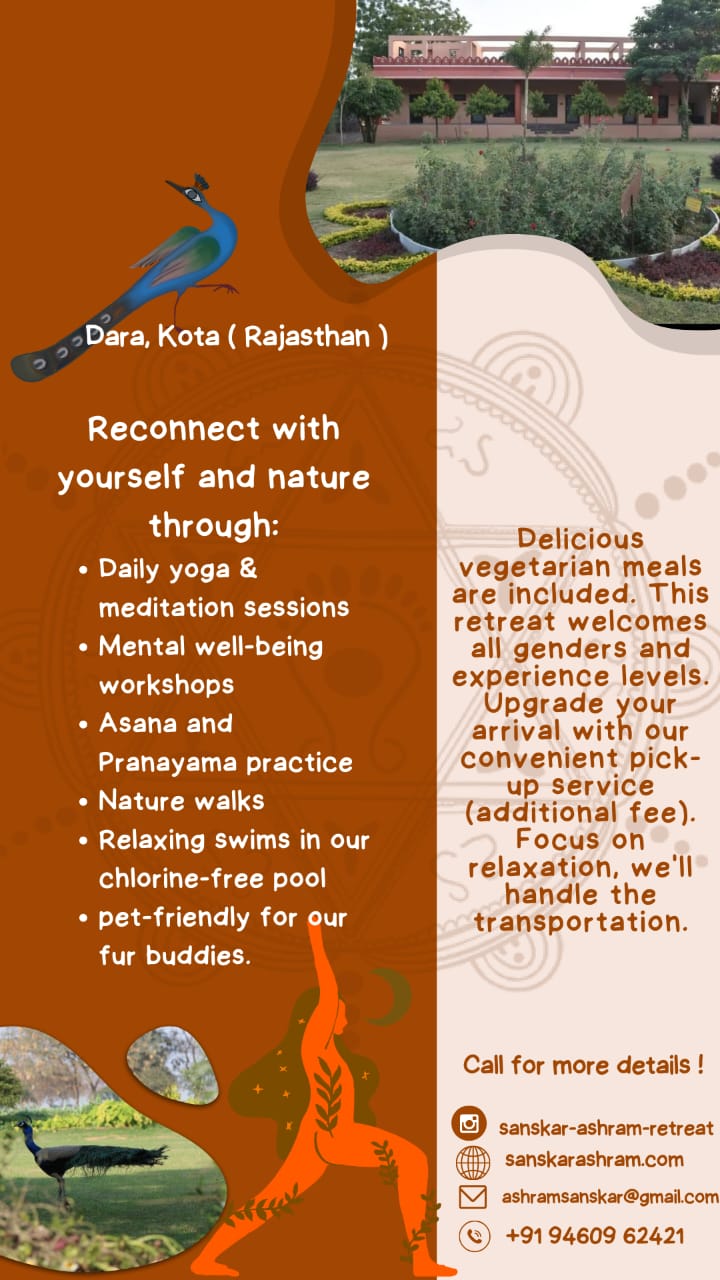 Dara, Kota ( Rajasthan )
Reconnect with
yourself and nature
through:
• Daily yoga &
meditation sessions
• Mental well-being
workshops
• Asana and
Pranayama practice
• Nature walks
• Relaxing swims in our
chlorine-free pool
• pet-friendly for our
fur buddies.
Delicious
vegetarian meals
are included. This
retreat welcomes
all genders and
experience levels.
Upgrade your
arrival with our
convenient pick-
up service
(additional fee).
Focus on
relaxation, we'll
handle the
transportation.
Call for more details !
sanskar-ashram-retreat
sanskarashram.com
ashramsanskar@gmail.com
+91 94609 62421